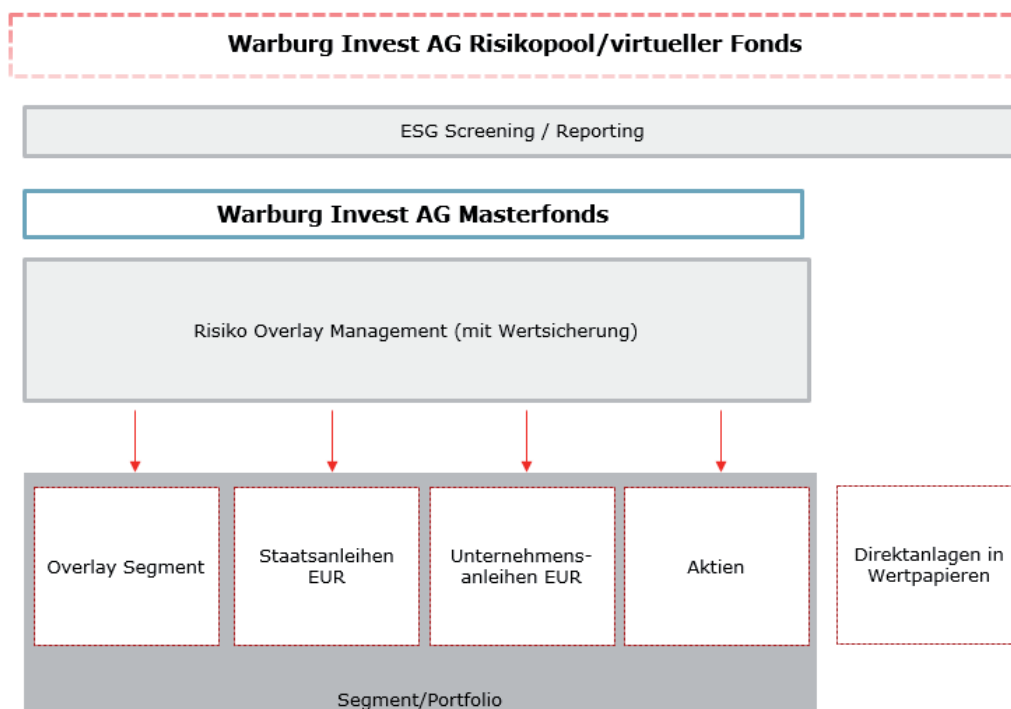 Warburg Invest AG Risikopool/virtueller Fonds
ESG Screening / Reporting
Warburg Invest AG Masterfonds
Risiko Overlay Management (mit Wertsicherung)
Overlay Segment
Staatsanleihen
EUR
Unternehmens-
anleihen EUR
Aktien
Direktanlagen in
Wertpapieren
Segment/Portfolio